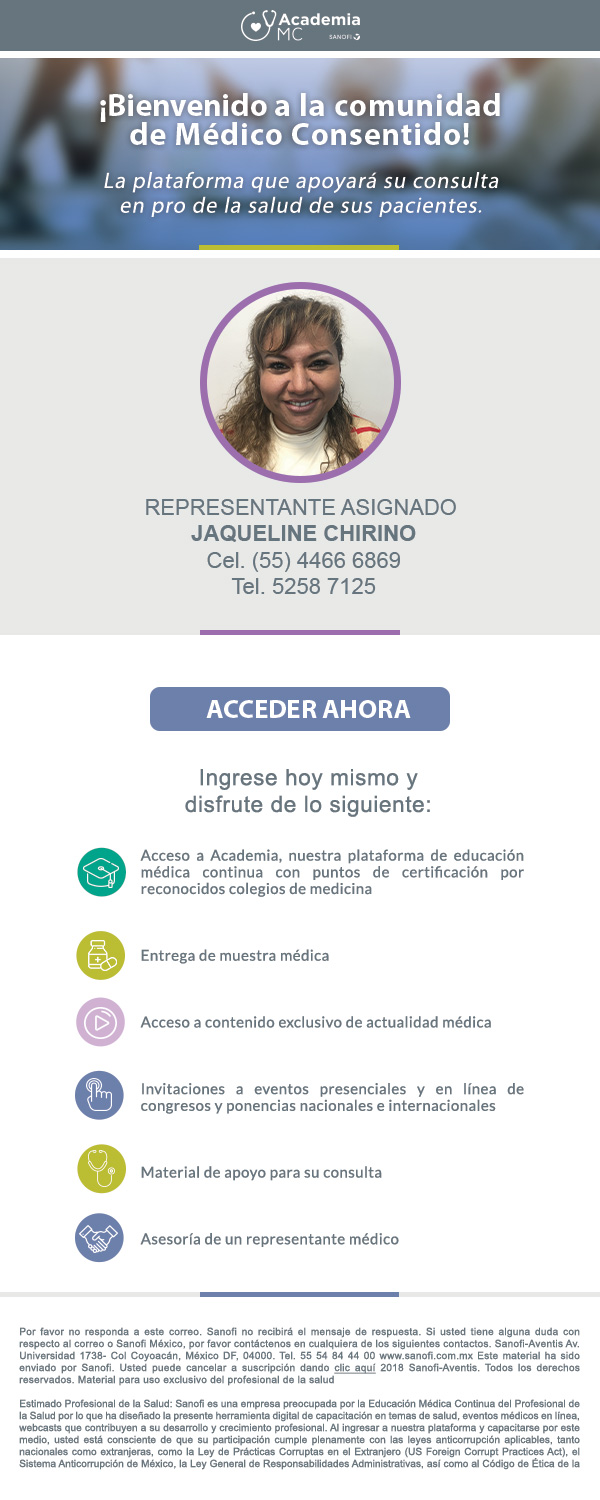 Academia
MC
SANOFI
¡Bienvenido a la comunidad
de Médico Consentido!
La plataforma que apoyará su consulta
en pro de la salud de sus pacientes.
REPRESENTANTE ASIGNADO
JAQUELINE CHIRINO
Cel. (55) 4466 6869
Tel. 5258 7125
ACCEDER AHORA
Ingrese hoy mismo y
disfrute de lo siguiente:
Acceso a Academia, nuestra plataforma de educación
médica continua con puntos de certificación por
reconocidos colegios de medicina
Entrega de muestra médica
Acceso a contenido exclusivo de actualidad médica
Invitaciones a eventos presenciales y en línea de
congresos y ponencias nacionales e internacionales
Material de apoyo para su consulta
Asesoría de un representante médico
Por favor no responda a este correo. Sanofi no recibirá el mensaje de respuesta. Si usted tiene alguna duda con
respecto al correo o Sanofi México, por favor contáctenos en cualquiera de los siguientes contactos. Sanofi-Aventis Av.
Universidad 1738- Col Coyoacán, México DF, 04000. Tel. 55 54 84 44 00 www.sanofi.com.mx Este material ha sido
enviado por Sanofi. Usted puede cancelar a suscripción dando clic aquí 2018 Sanofi-Aventis. Todos los derechos
reservados. Material para uso exclusivo del profesional de la salud
Estimado Profesional de la Salud: Sanofi es una empresa preocupada por la Educación Médica Continua del Profesional de
la Salud por lo que ha diseñado la presente herramienta digital de capacitación en temas de salud, eventos médicos en línea,
webcasts que contribuyen a su desarrollo y crecimiento profesional. Al ingresar a nuestra plataforma y capacitarse por este
medio, usted está consciente de que su participación cumple plenamente con las leyes anticorrupción aplicables, tanto
nacionales como extranjeras, como la Ley de Prácticas Corruptas en el Extranjero (US Foreign Corrupt Practices Act), el
Sistema Anticorrupción de México, la Ley General de Responsabilidades Administrativas, así como al Código de Ética de la